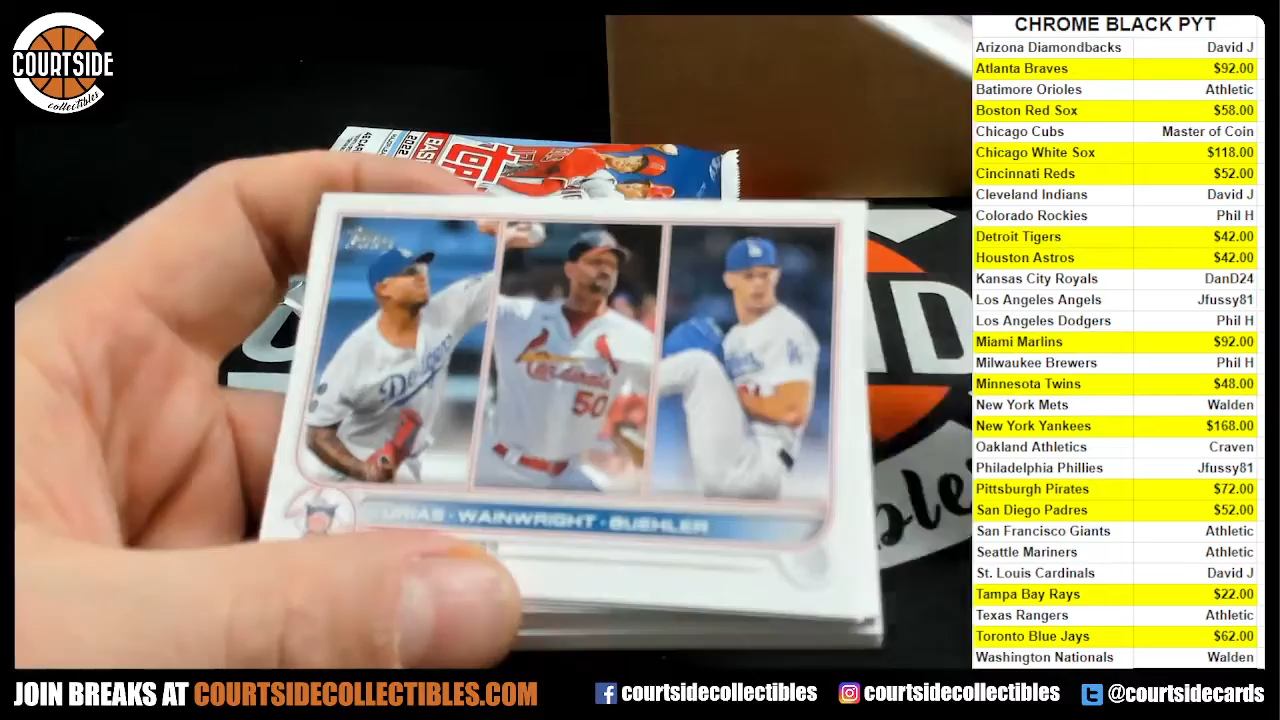 COURTSIDE
collectibles
CHROME BLACK PYT
Arizona Diamondbacks David J
Atlanta Braves $92.00
Batimore Orioles Athletic
Boston Red Sox $58.00
Chicago Cubs Master of Coin
Chicago White Sox $118.00
Cincinnati Reds $52.00
Cleveland Indians David J
Colorado Rockies Phil H
Detroit Tigers $42.00
Houston Astros $42.00
Kansas City Royals DanD24
Los Angeles Angels Jfussy81
Los Angeles Dodgers Phil H
Miami Marlins $92.00
Milwaukee Brewers Phil H
Minnesota Twins $48.00
New York Mets Walden
New York Yankees $168.00
Oakland Athletics Craven
Philadelphia Phillies Jfussy81
Pittsburgh Pirates $72.00
San Diego Padres $52.00
San Francisco Giants Athletic
Seattle Mariners Athletic
St. Louis Cardinals David J
Tampa Bay Rays $22.00
Texas Rangers Athletic
Toronto Blue Jays $62.00
Washington Nationals Walden
2022
Topps
Dodgers
Cardinals
50
URIAS · WAINWRIGHT · BUEHLER
JOIN BREAKS AT COURTSIDECOLLECTIBLES.COM
courtsidecollectibles
courtsidecollectibles
@courtsidecards